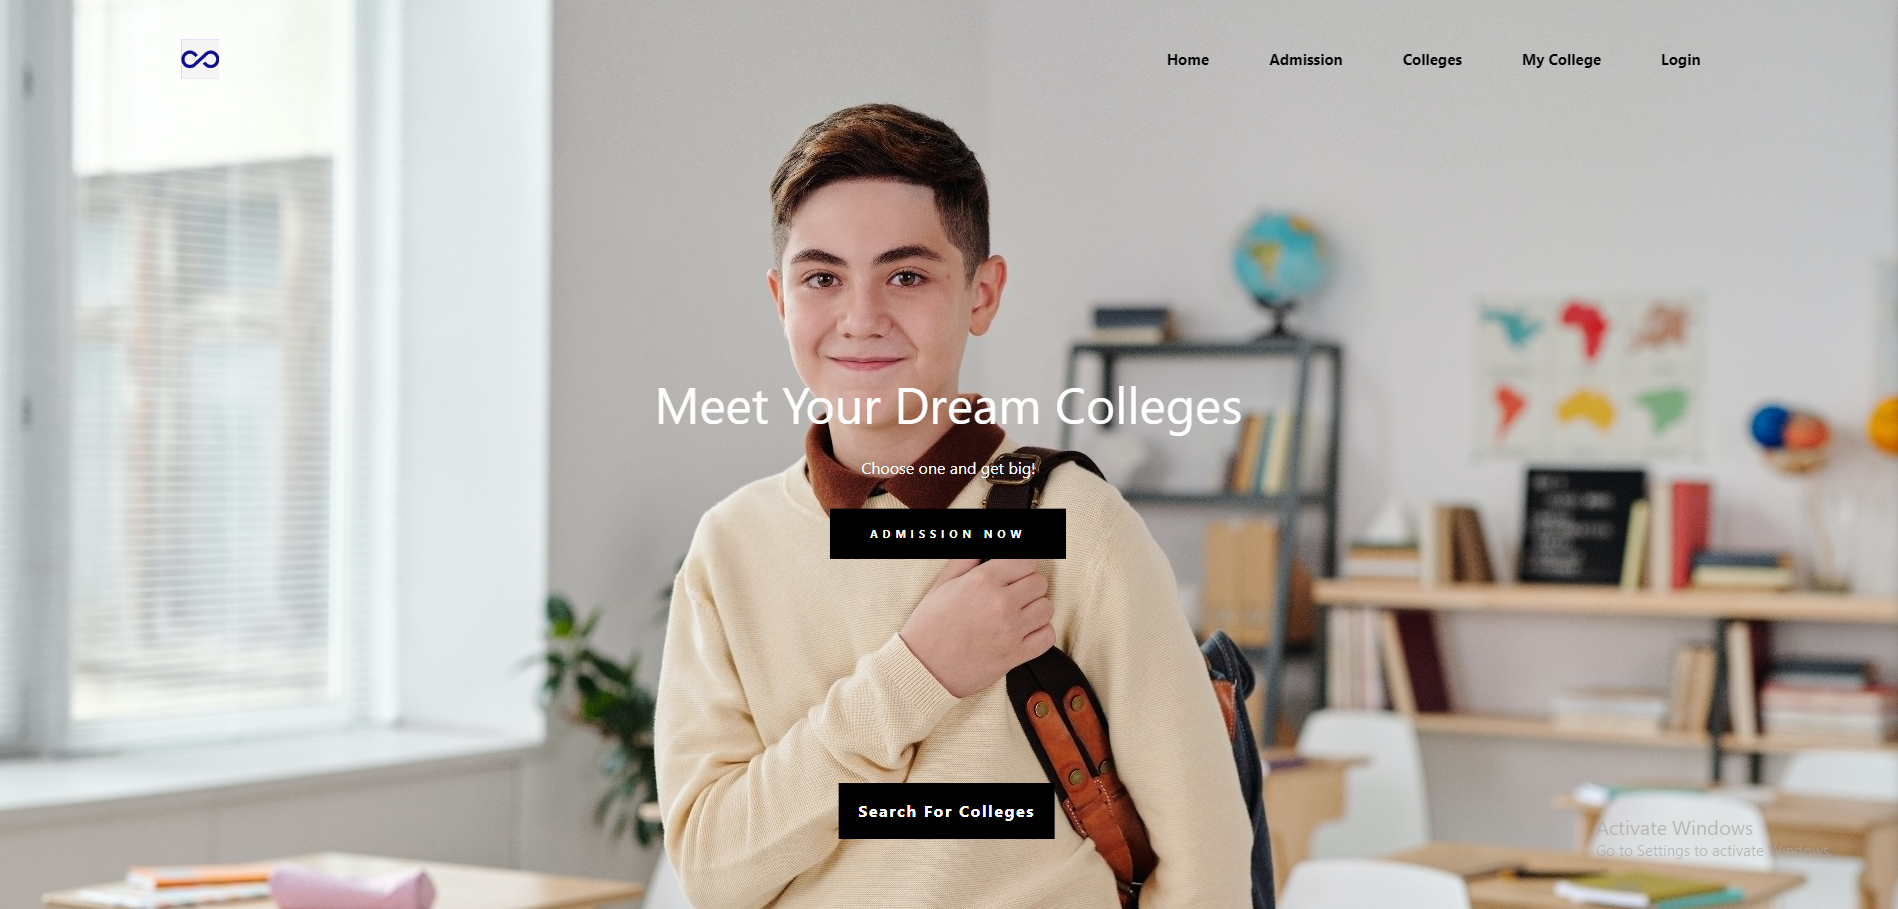 Home
Admission
Colleges
My College
Login
Meet Your Dream Colleges
Choose one and get big!
ADMISSION NOW
Search For Colleges
Activate Windows
Go to Settings to activate Windows.